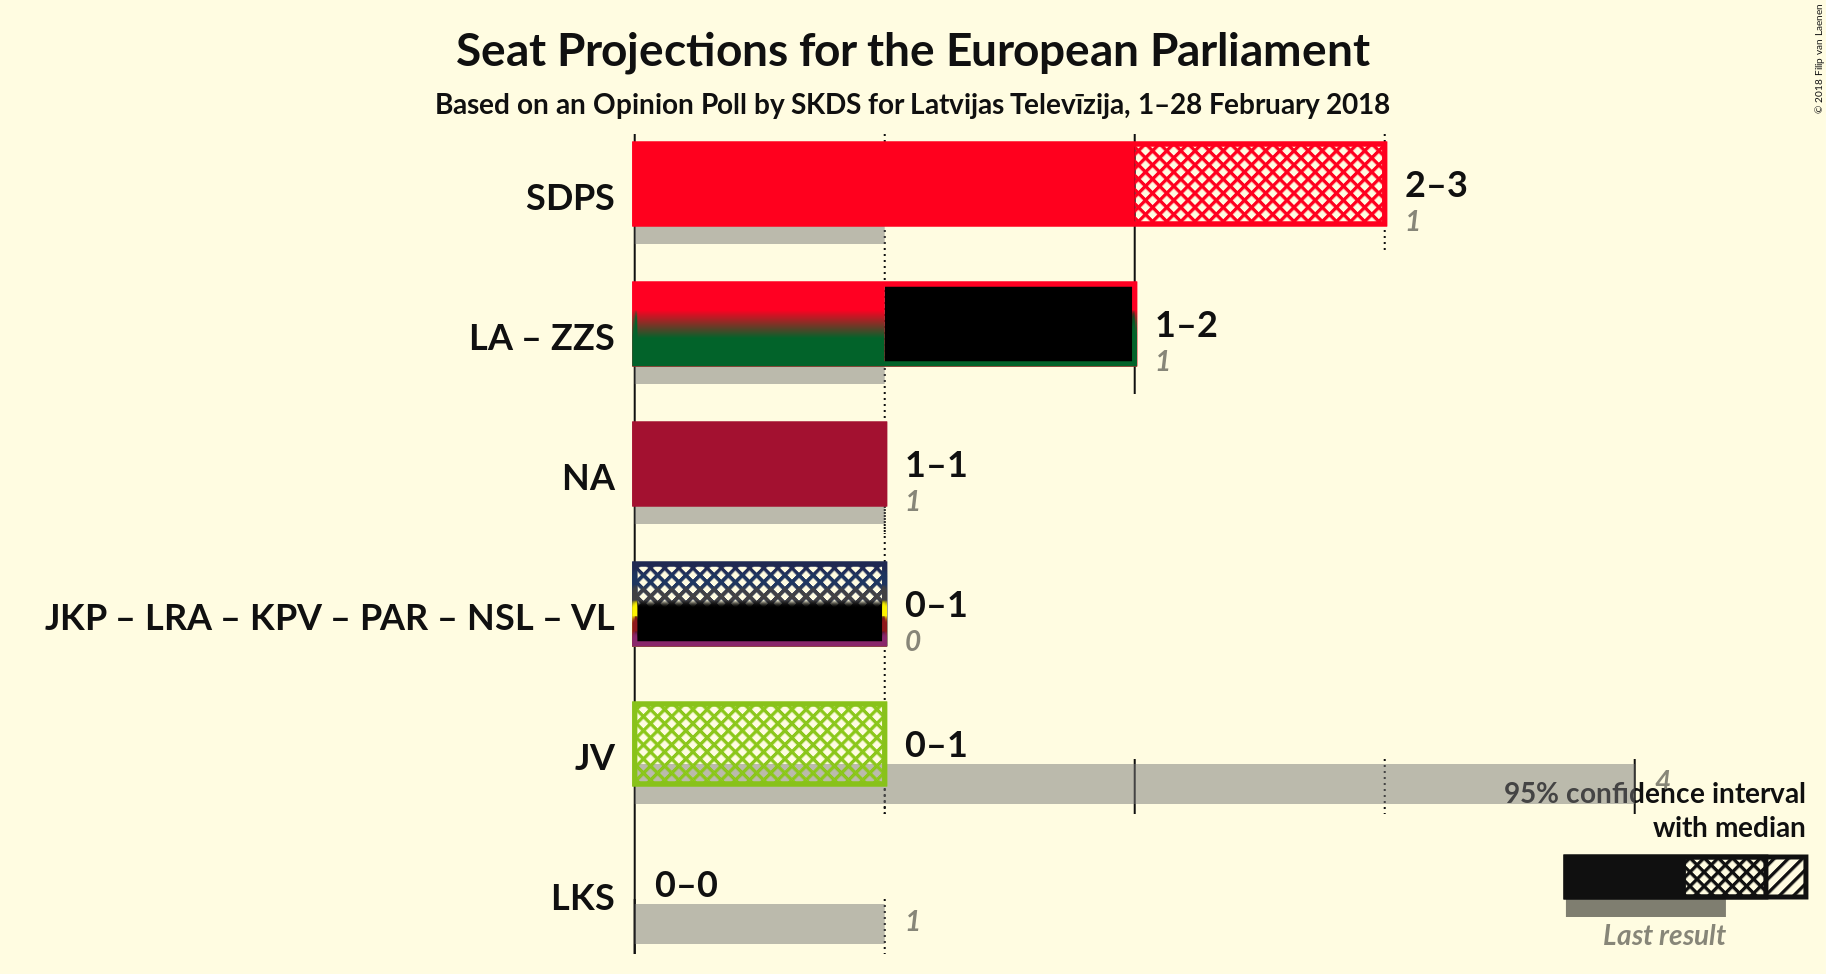 Seat Projections for the European Parliament
Based on an Opinion Poll by SKDS for Latvijas Televīzija, 1–28 February 2018
© 2018 Filip van Laenen
SDPS
2–3
1
LA – ZZS
1–2
1
NA
1–1
1
JKP – LRA – KPV – PAR – NSL – VL
0–1
0
JV
0–1
4
LKS
0–0
1
95% confidence interval
with median
Last result